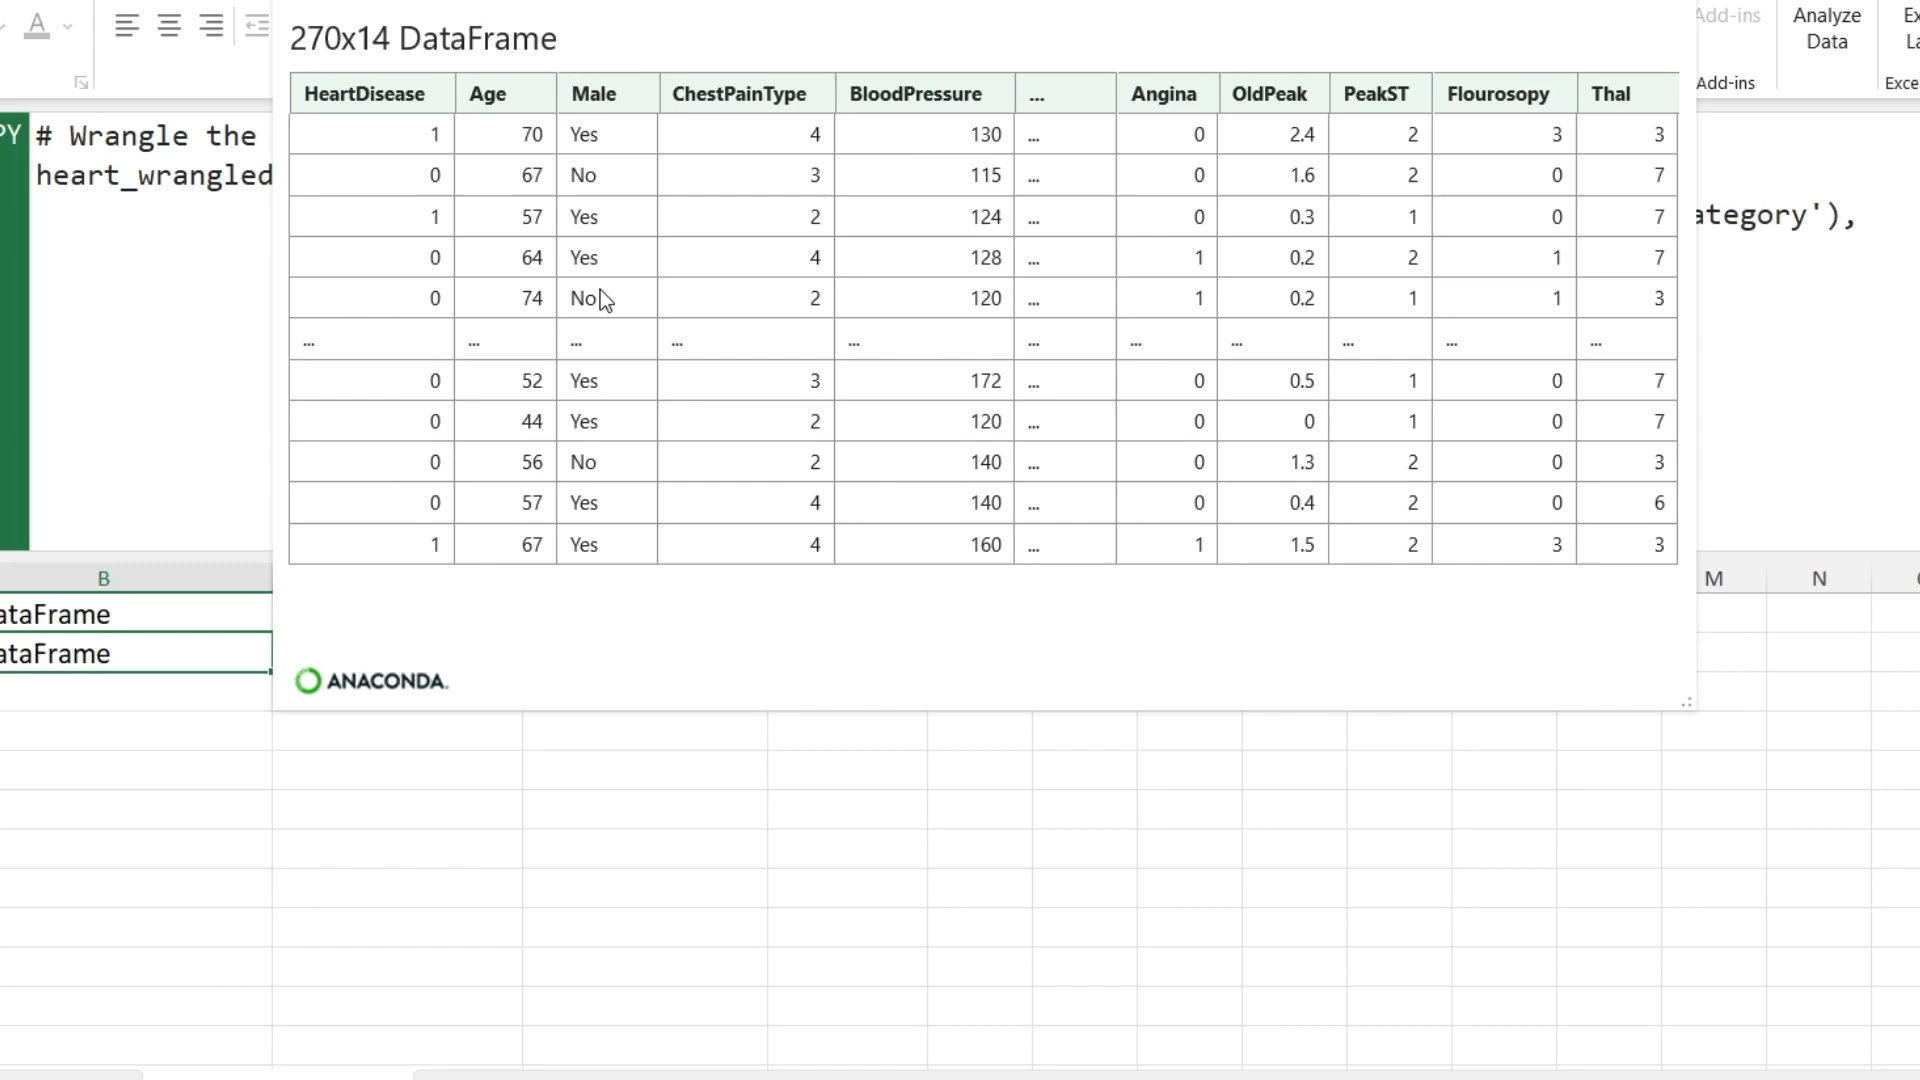 A
Add-ins
Analyze
Data
Add-ins
270x14 DataFrame
HeartDisease Age Male ChestPainType BloodPressure ... Angina OldPeak PeakST Flourosopy Thal
1 70 Yes 4 130 ... 0 2.4 2 3 3
0 67 No 3 115 ... 0 1.6 2 0 7
1 57 Yes 2 124 ... 0 0.3 1 0 7
0 64 Yes 4 128 ... 1 0.2 2 1 7
0 74 No 2 120 ... 1 0.2 1 1 3
... ... ... ... ... ... ... ... ... ... ...
0 52 Yes 3 172 ... 0 0.5 1 0 7
0 44 Yes 2 120 ... 0 0 1 0 7
0 56 No 2 140 ... 0 1.3 2 0 3
0 57 Yes 4 140 ... 0 0.4 2 0 6
1 67 Yes 4 160 ... 1 1.5 2 3 3
ANACONDA.
PY # Wrangle the
heart_wrangled
ategory'),
B M N
ataFrame
ataFrame